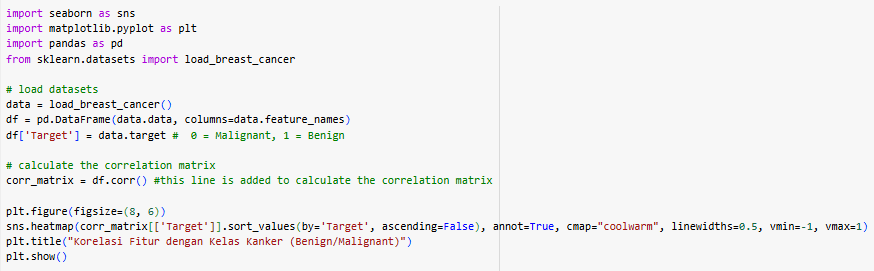 import seaborn as sns
import matplotlib.pyplot as plt
import pandas as pd
from sklearn.datasets import load_breast_cancer
# load datasets
data = load_breast_cancer()
df = pd.DataFrame(data.data, columns=data.feature_names)
df['Target'] = data.target #  0 = Malignant, 1 = Benign
# calculate the correlation matrix
corr_matrix = df.corr() #this line is added to calculate the correlation matrix
plt.figure(figsize=(8, 6))
sns.heatmap(corr_matrix[['Target']].sort_values(by='Target', ascending=False), annot=True, cmap="coolwarm", linewidths=0.5, vmin=-1, vmax=1)
plt.title("Korelasi Fitur dengan Kelas Kanker (Benign/Malignant)")
plt.show()